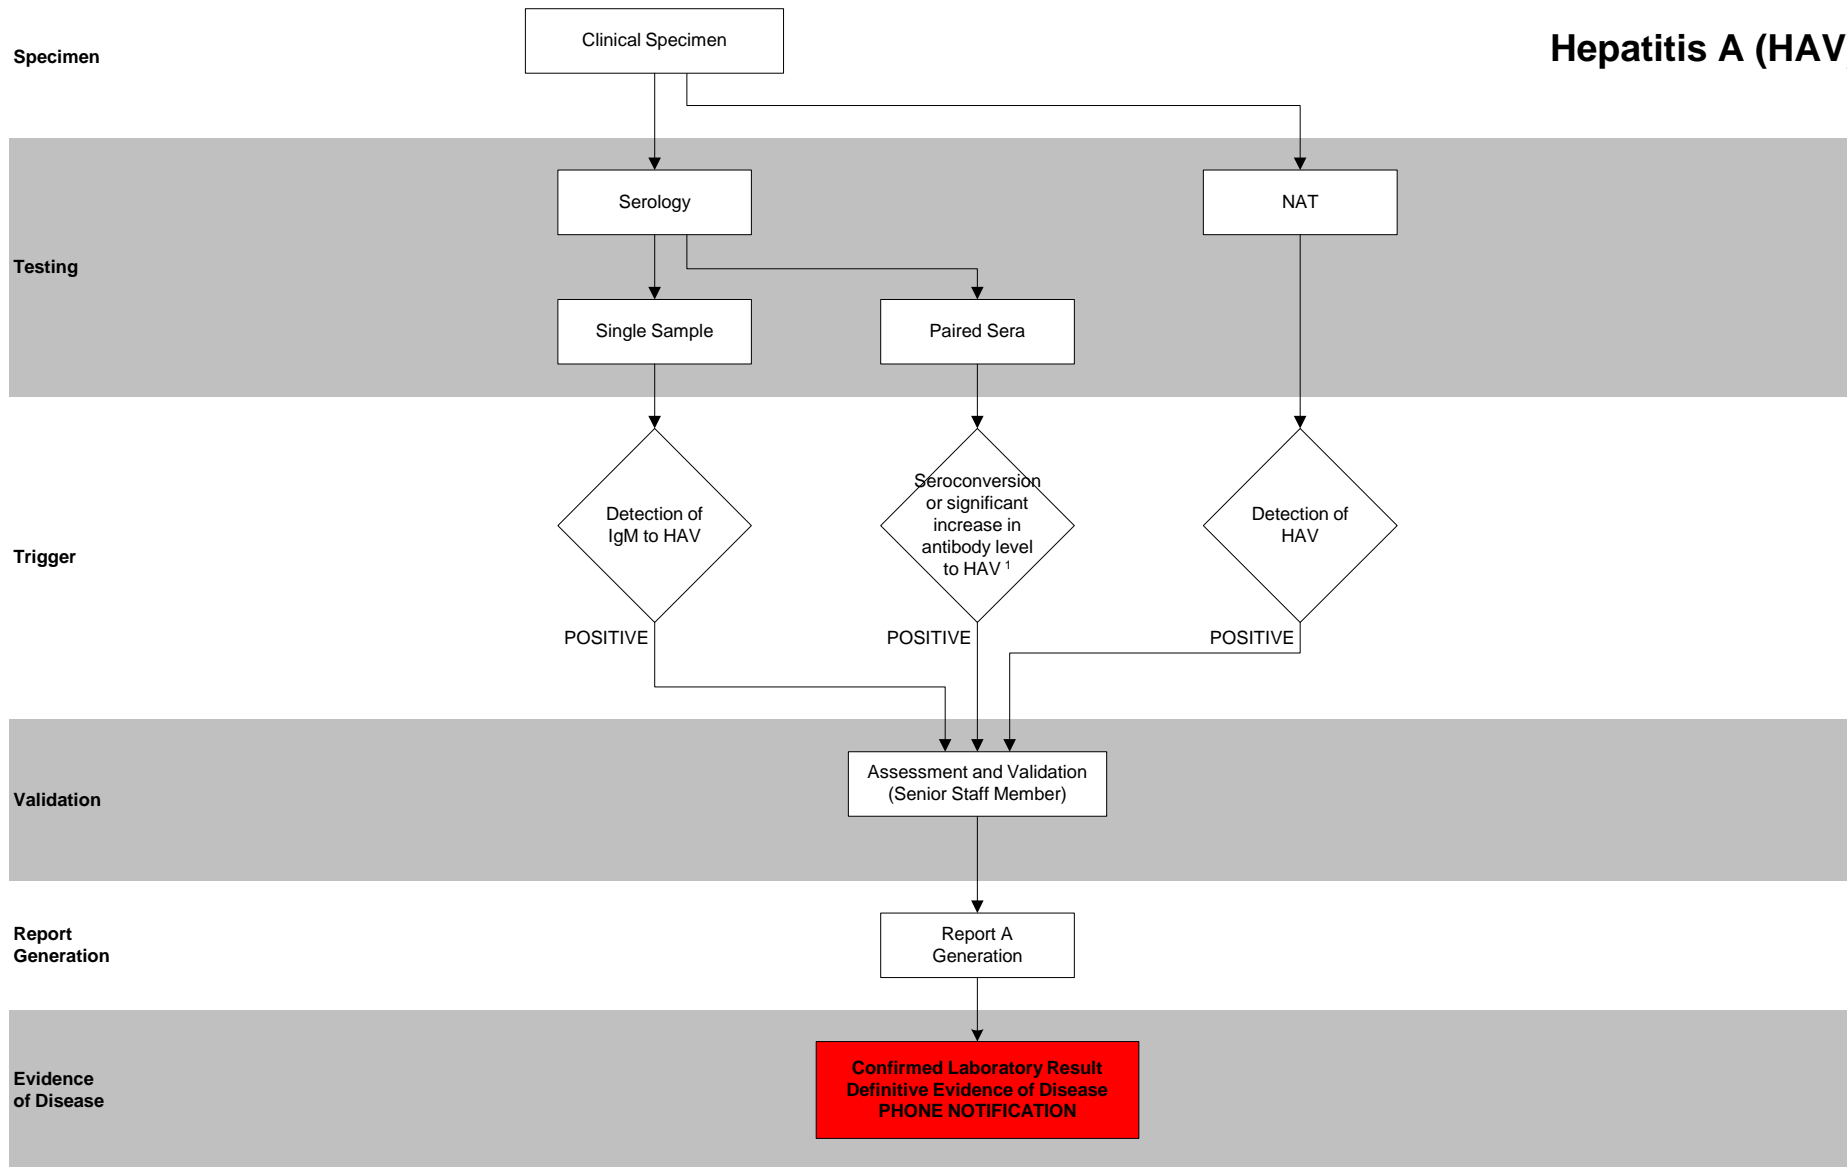 Hepatitis A (HAV
Specimen
Clinical Specimen
Testing
Serology
NAT
Single Sample
Paired Sera
Trigger
Detection of
IgM to HAV
Seroconversion
or significant
increase in
antibody level
to HAV ¹
Detection of
HAV
POSITIVE
POSITIVE
POSITIVE
Validation
Assessment and Validation
(Senior Staff Member)
Report
Generation
Report A
Generation
Evidence
of Disease
Confirmed Laboratory Result
Definitive Evidence of Disease
PHONE NOTIFICATION